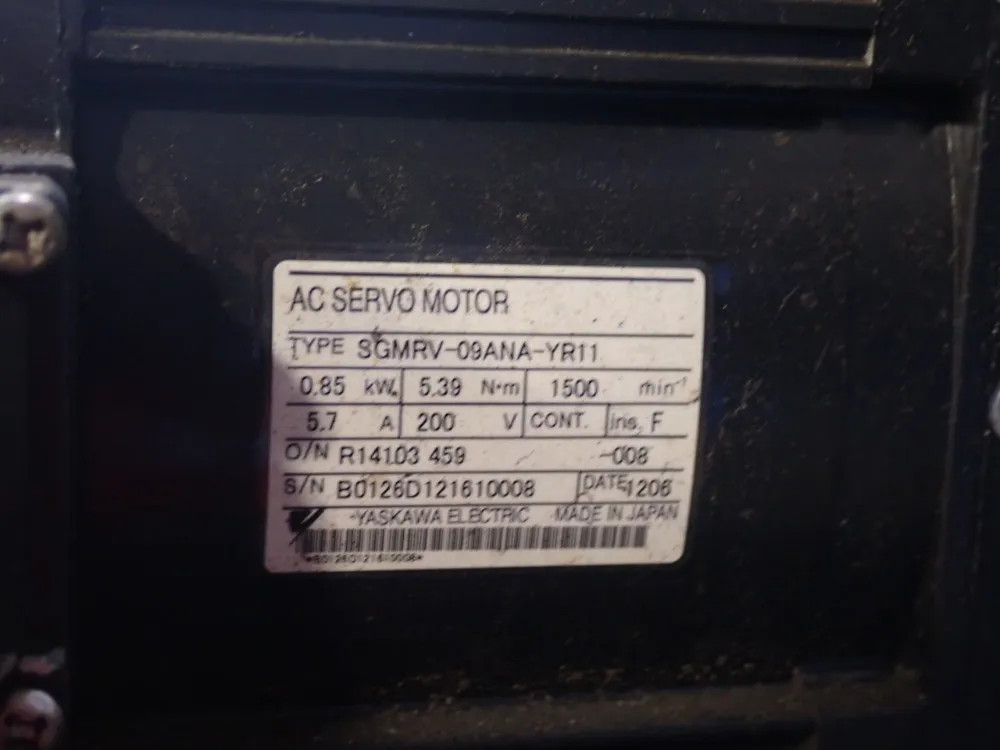 AC SERVO MOTOR
TYPE SGMRV-09ANA-YR11
0.85 kW 5.39 N·m 1500 min⁻¹
5.7 A 200 V CONT. ins. F
O/N R14103 459 -008
S/N B0126D121610008 DATE 1206
YASKAWA ELECTRIC MADE IN JAPAN
*B0126D121610008*